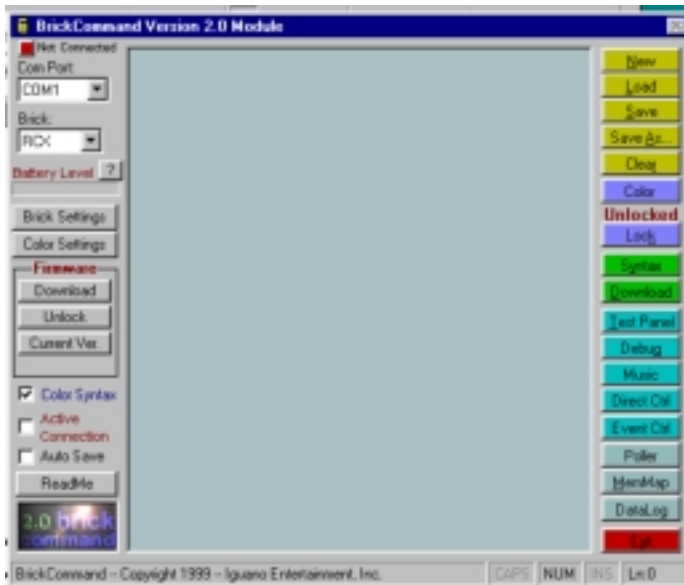 BrickCommand Version 2.0 Module
Not Connected
Com Port:
COM1
Brick:
RCX
Battery Level ?
Brick Settings
Color Settings
Firmware
Download
Unlock
Current Ver.
Color Syntax
Active
Connection
Auto Save
ReadMe
2.0 brick
command
New
Load
Save
Save As...
Clear
Color
Unlocked
Lock
Syntax
Download
Test Panel
Debug
Music
Direct Ctrl
Event Ctrl
Poller
MemMap
DataLog
Exit
BrickCommand -- Copyright 1999 -- Iguano Entertainment, Inc.
CAPS NUM INS Ln:0